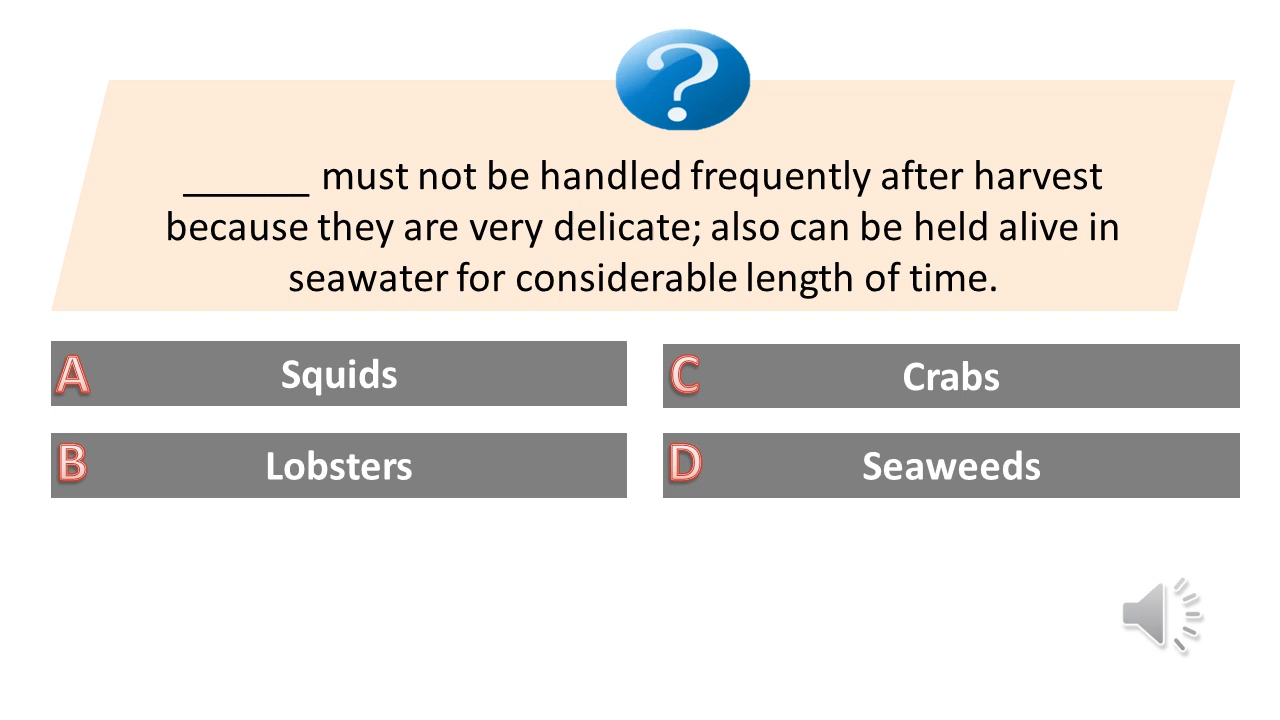 ?
______ must not be handled frequently after harvest
because they are very delicate; also can be held alive in
seawater for considerable length of time.
A Squids
C Crabs
B Lobsters
D Seaweeds